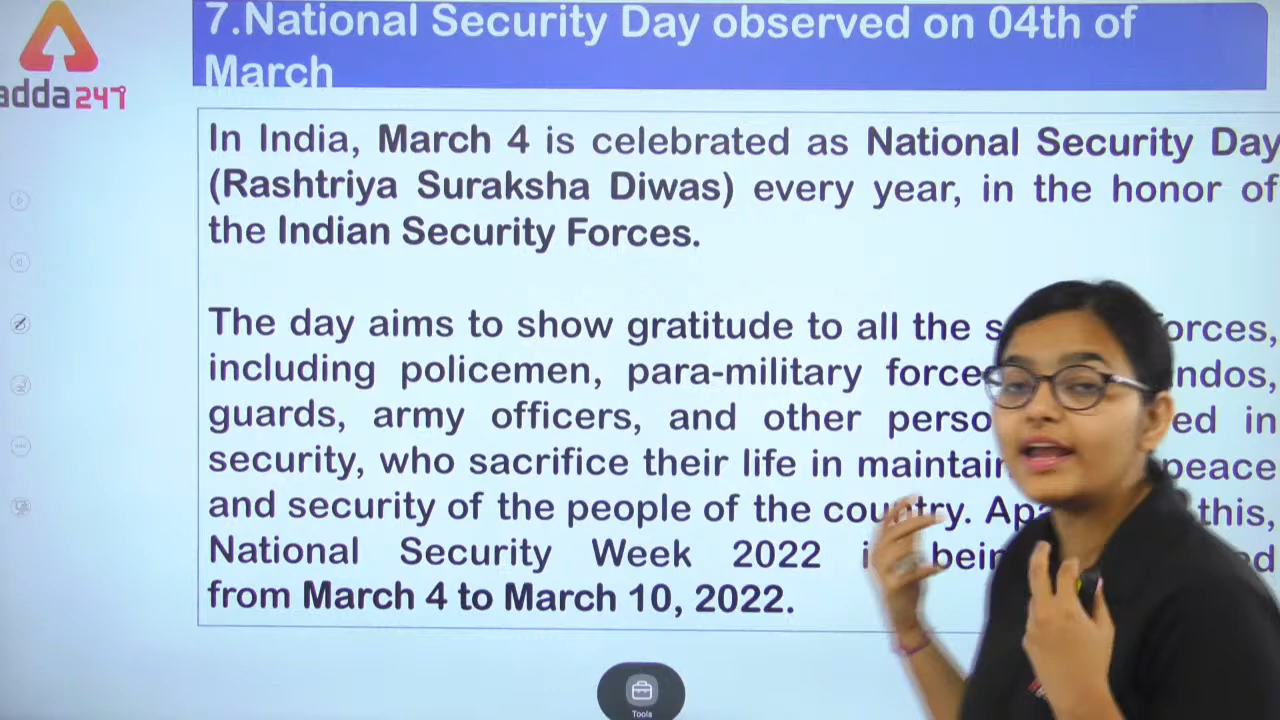 7.National Security Day observed on 04th of
March
adda247
In India, March 4 is celebrated as National Security Day
(Rashtriya Suraksha Diwas) every year, in the honor of
the Indian Security Forces.
The day aims to show gratitude to all the forces,
including policemen, para-military
guards, army officers, and other in
security, who sacrifice their life in peace
and security of the people of the country. this,
National Security Week 2022
from March 4 to March 10, 2022.
Tools